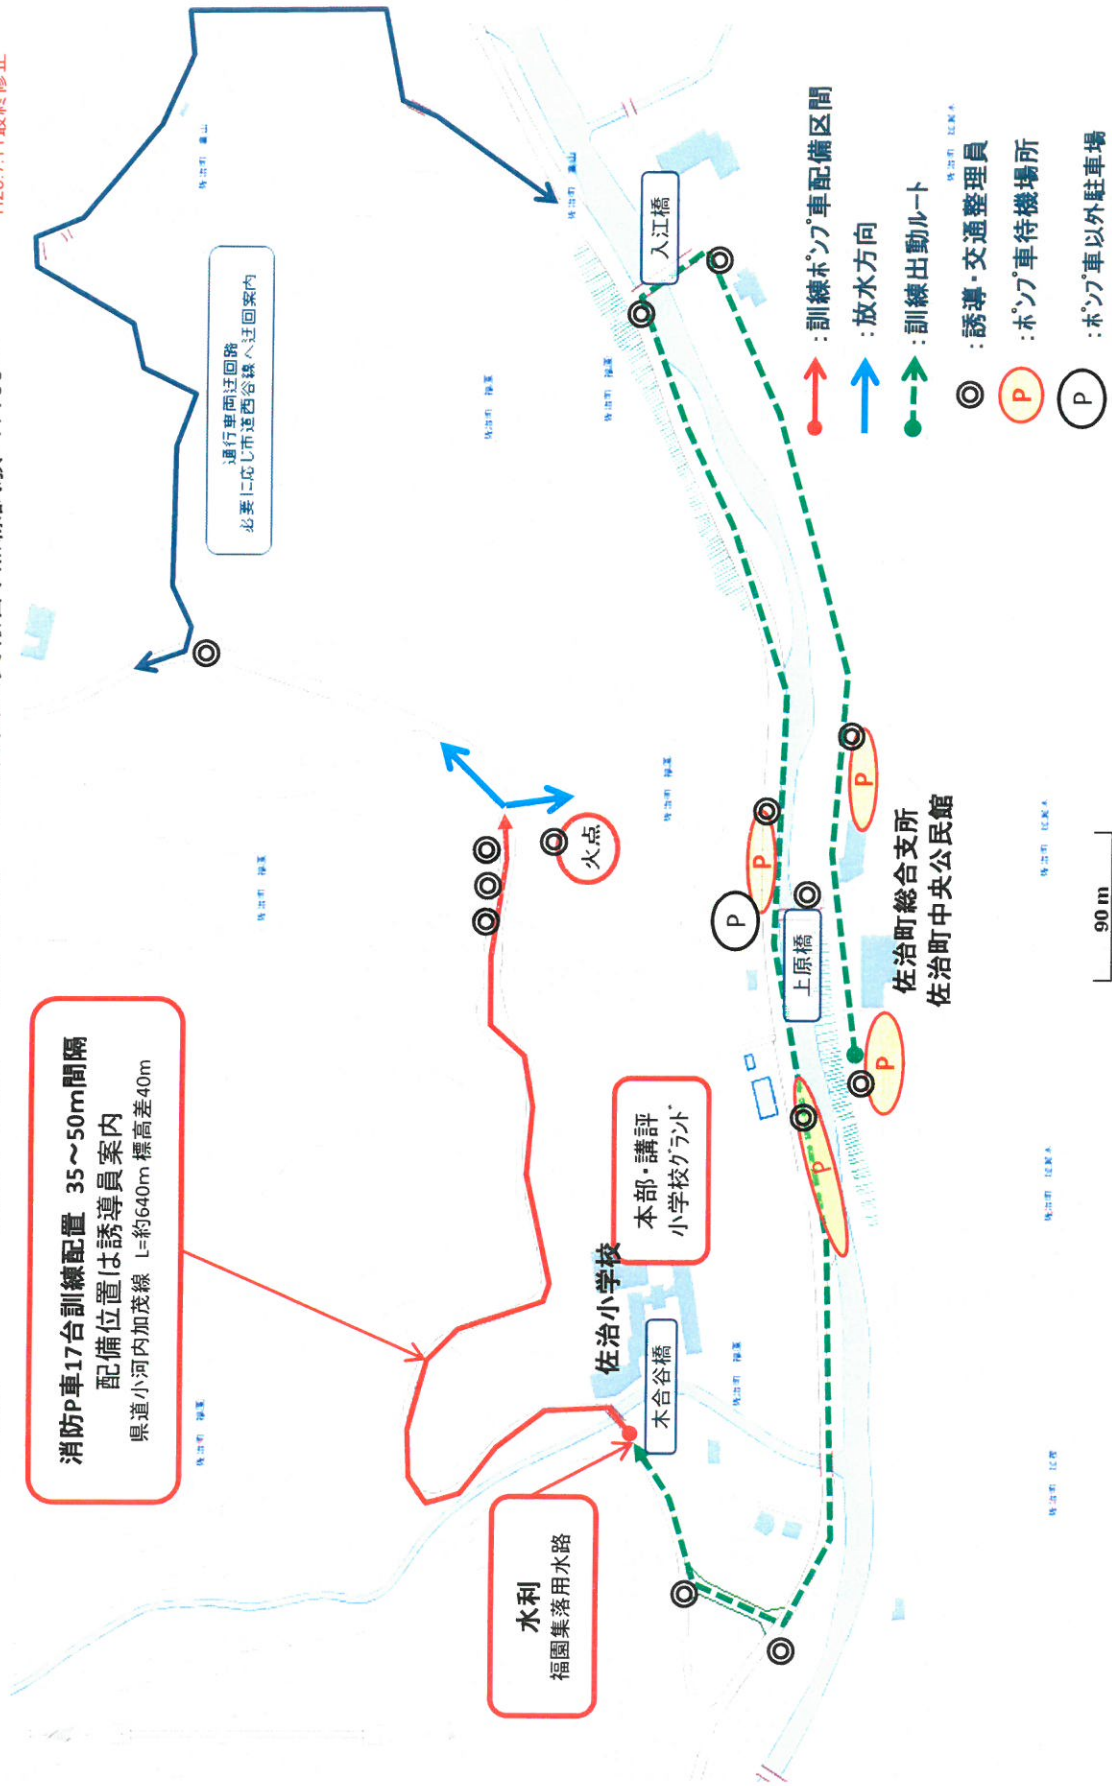 消防P車17台訓練配置 35～50m間隔
配備位置は誘導員案内
県道小河内加茂線 L=約640m 標高差40m
通行車両迂回路
必要に応じ市道西谷線へ迂回案内
水利
福園集落用水路
佐治小学校
本部・講評
小学校グランド
木合谷橋
火点
上原橋
入江橋
佐治町総合支所
佐治町中央公民館
P
P
P
P
P
:訓練ポンプ車配備区間
:放水方向
:訓練出動ルート
:誘導・交通整理員
P :ポンプ車待機場所
P :ポンプ車以外駐車場
90 m